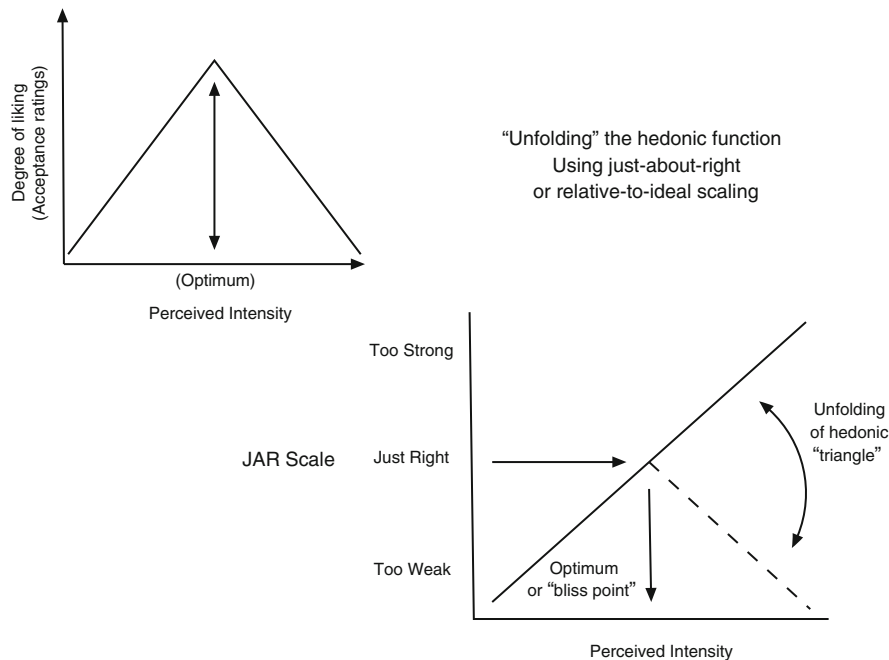 Degree of liking
(Acceptance ratings)
(Optimum)
Perceived Intensity
“Unfolding” the hedonic function
Using just-about-right
or relative-to-ideal scaling
Too Strong
JAR Scale
Just Right
Too Weak
Optimum
or “bliss point”
Unfolding
of hedonic
“triangle”
Perceived Intensity